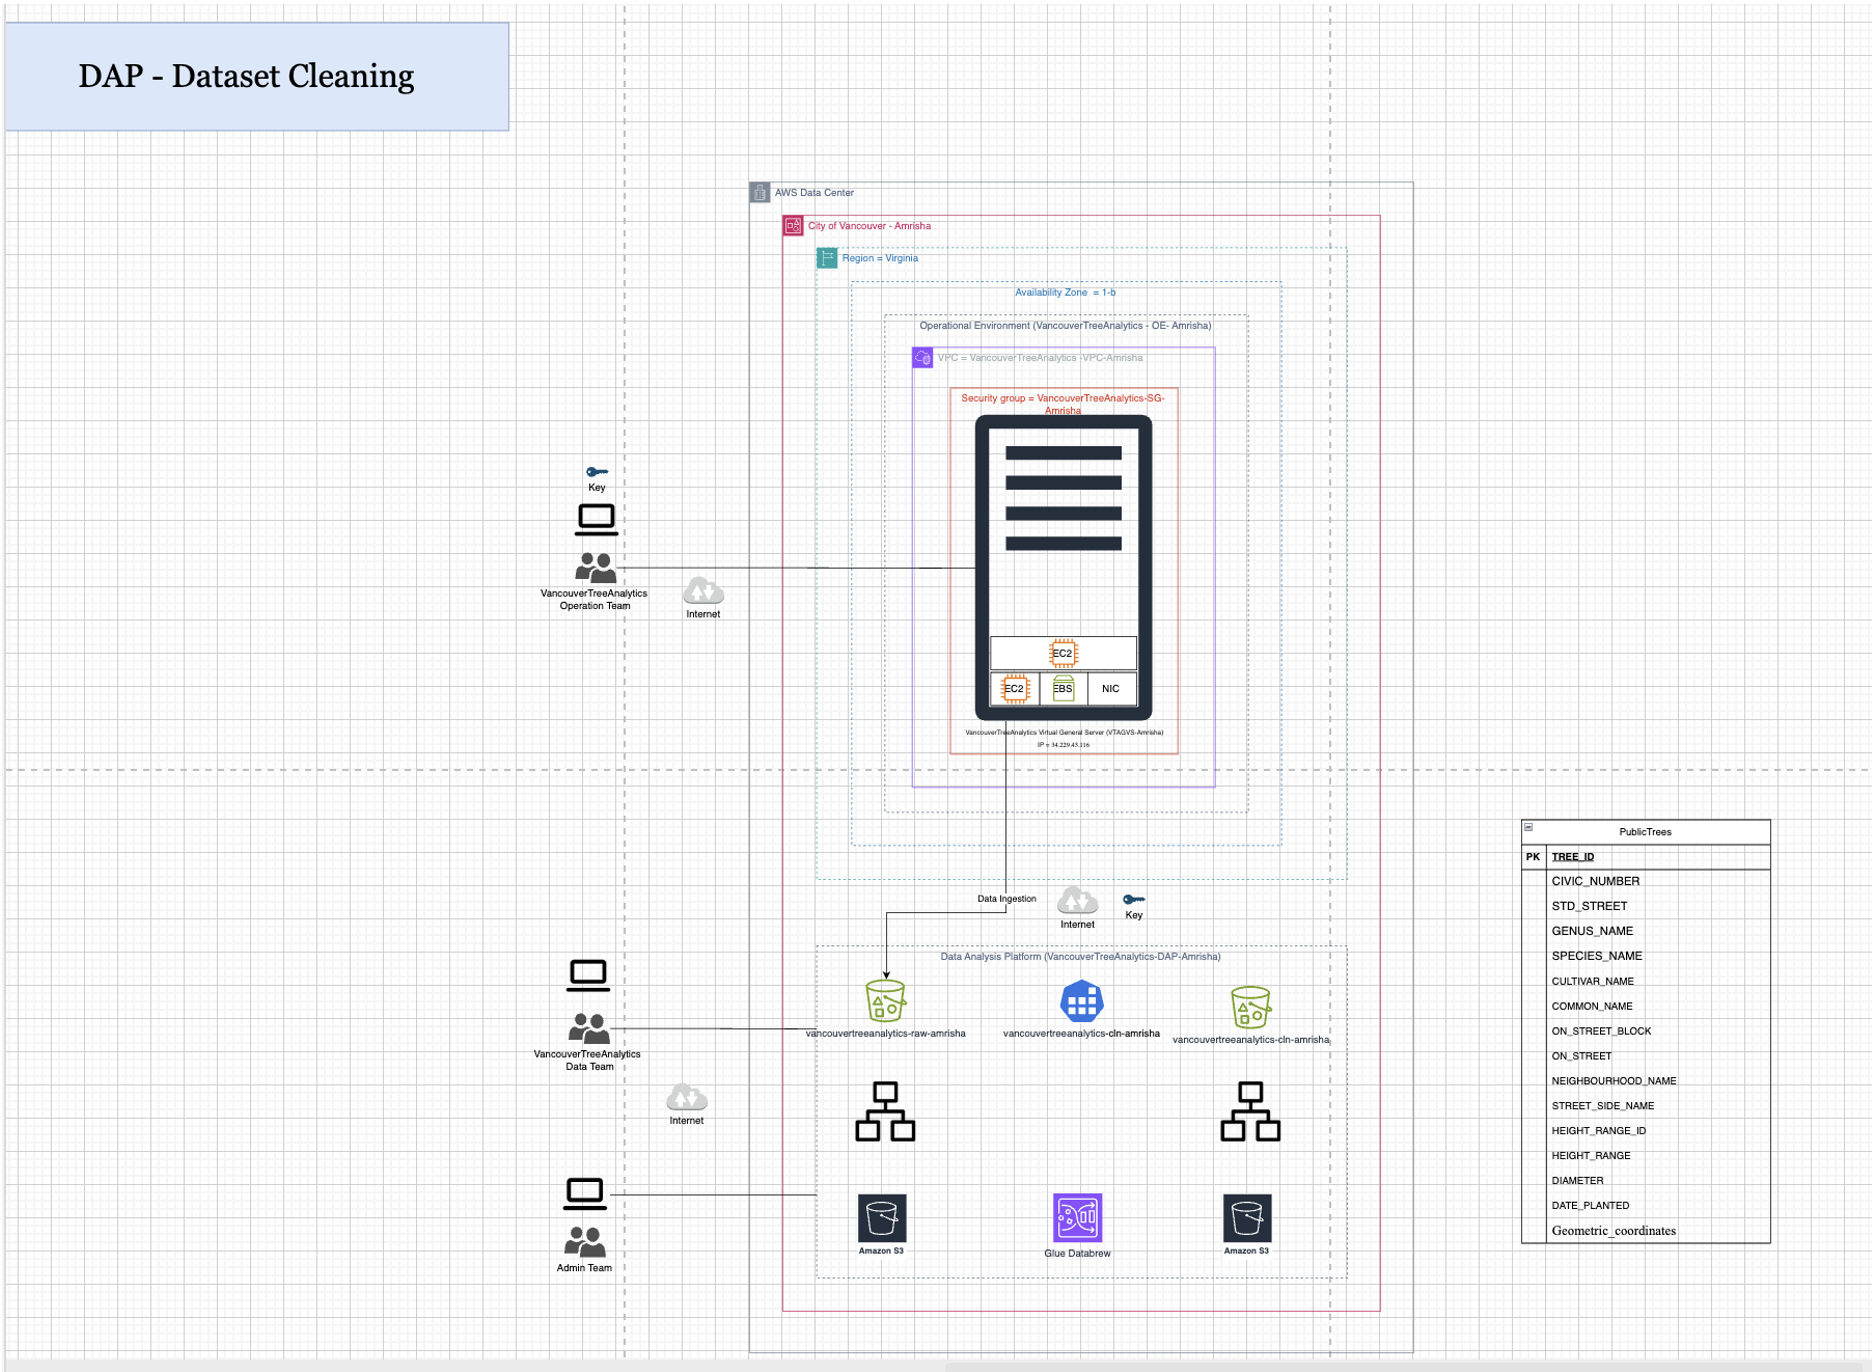 DAP - Dataset Cleaning
AWS Data Center
City of Vancouver - Amrisha
Region = Virginia
Availability Zone = 1-b
Operational Environment (VancouverTreeAnalytics - OE- Amrisha)
VPC = VancouverTreeAnalytics -VPC-Amrisha
Security group = VancouverTreeAnalytics-SG-
Amrisha
Key
VancouverTreeAnalytics
Operation Team
Internet
EC2
EC2
EBS
NIC
VancouverTreeAnalytics Virtual General Server (VTAGVS-Amrisha)
IP = 34.229.43.116
Data Ingestion
Internet
Key
Data Analysis Platform (VancouverTreeAnalytics-DAP-Amrisha)
vancouvertreeanalytics-raw-amrisha
vancouvertreeanalytics-cln-amrisha
vancouvertreeanalytics-cln-amrisha
VancouverTreeAnalytics
Data Team
Internet
Admin Team
Amazon S3
Glue Databrew
Amazon S3
PublicTrees
PK
TREE_ID
CIVIC_NUMBER
STD_STREET
GENUS_NAME
SPECIES_NAME
CULTIVAR_NAME
COMMON_NAME
ON_STREET_BLOCK
ON_STREET
NEIGHBOURHOOD_NAME
STREET_SIDE_NAME
HEIGHT_RANGE_ID
HEIGHT_RANGE
DIAMETER
DATE_PLANTED
Geometric_coordinates